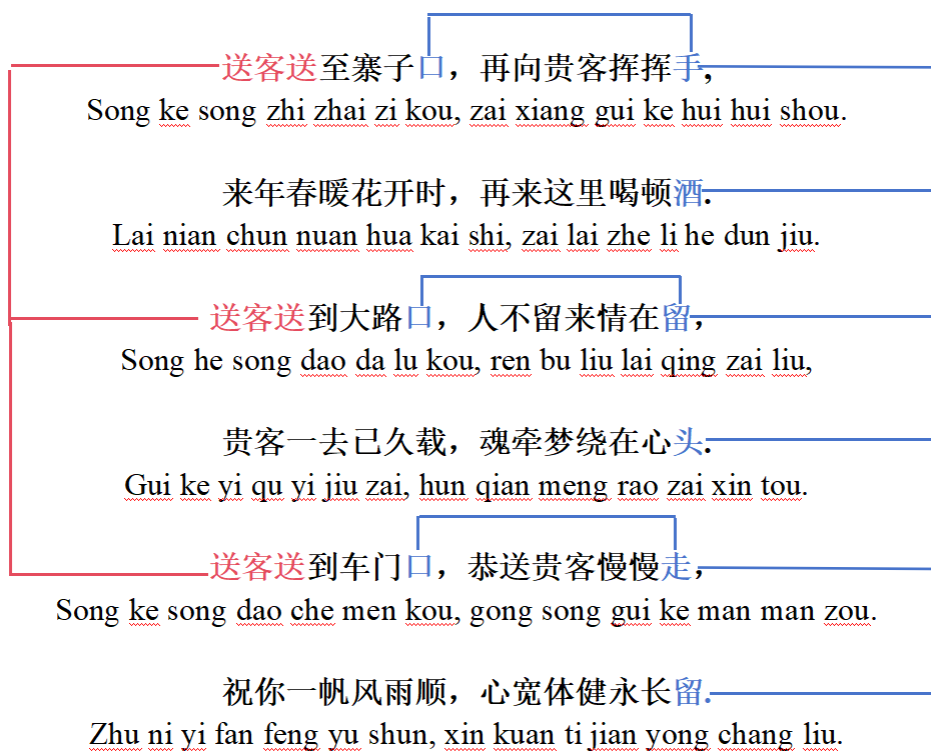 送客送至寨子口，再向贵客挥挥手,
Song ke song zhi zhai zi kou, zai xiang gui ke hui hui shou.
来年春暖花开时，再来这里喝顿酒.
Lai nian chun nuan hua kai shi, zai lai zhe li he dun jiu.
送客送到大路口，人不留来情在留，
Song he song dao da lu kou, ren bu liu lai qing zai liu,
贵客一去已久载，魂牵梦绕在心头.
Gui ke yi qu yi jiu zai, hun qian meng rao zai xin tou.
送客送到车门口，恭送贵客慢慢走，
Song ke song dao che men kou, gong song gui ke man man zou.
祝你一帆风雨顺，心宽体健永长留.
Zhu ni yi fan feng yu shun, xin kuan ti jian yong chang liu.